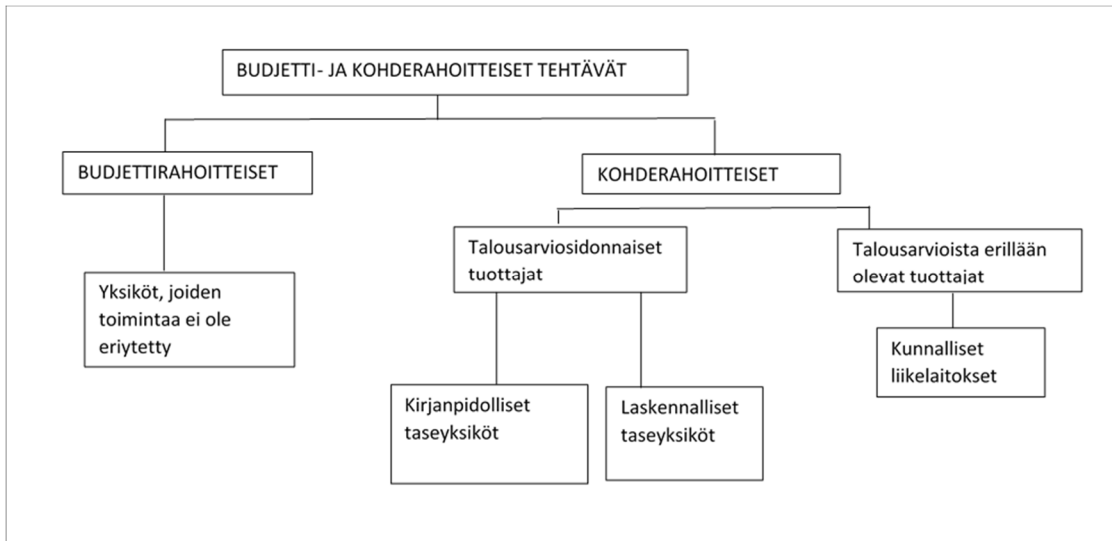 BUDJETTI- JA KOHDERAHOITTEISET TEHTÄVÄT
BUDJETTIRAHOITTEISET
KOHDERAHOITTEISET
Talousarviosidonnaiset
tuottajat
Talousarvioista erillään
olevat tuottajat
Yksiköt, joiden
toimintaa ei ole
eriytetty
Kunnalliset
liikelaitokset
Kirjanpidolliset
taseyksiköt
Laskennalliset
taseyksiköt